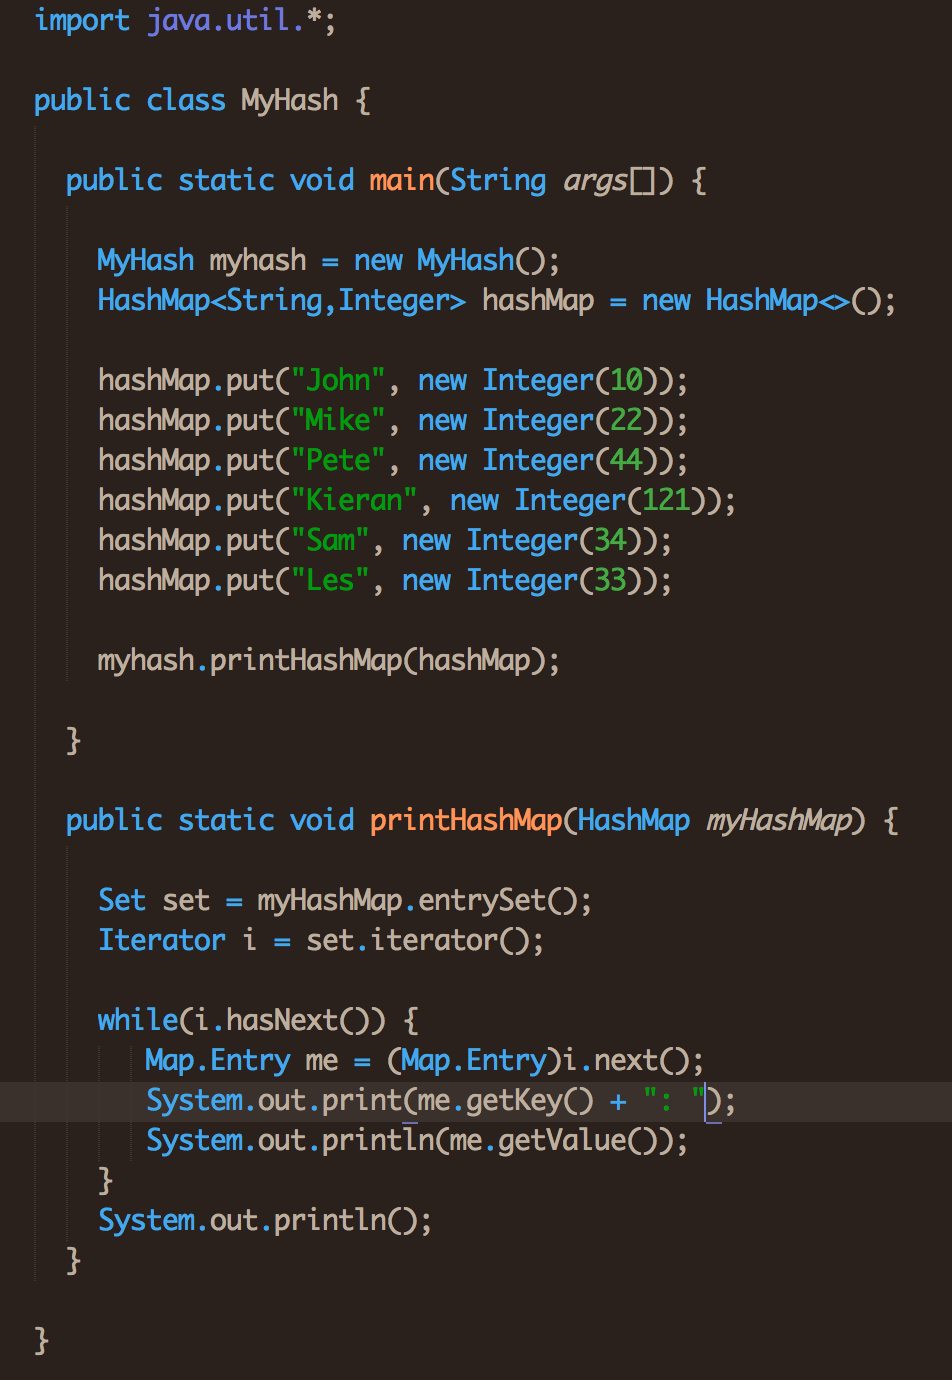 import java.util.*;
public class MyHash {
public static void main(String args[]) {
MyHash myhash = new MyHash();
HashMap<String,Integer> hashMap = new HashMap<>();
hashMap.put("John", new Integer(10));
hashMap.put("Mike", new Integer(22));
hashMap.put("Pete", new Integer(44));
hashMap.put("Kieran", new Integer(121));
hashMap.put("Sam", new Integer(34));
hashMap.put("Les", new Integer(33));
myhash.printHashMap(hashMap);
}
public static void printHashMap(HashMap myHashMap) {
Set set = myHashMap.entrySet();
Iterator i = set.iterator();
while(i.hasNext()) {
Map.Entry me = (Map.Entry)i.next();
System.out.print(me.getKey() + ": ");
System.out.println(me.getValue());
}
System.out.println();
}
}